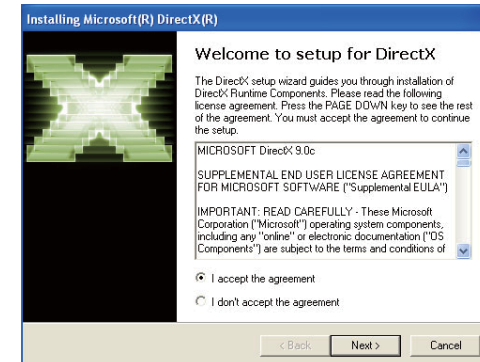 Installing Microsoft(R) DirectX(R)
Welcome to setup for DirectX
The DirectX setup wizard guides you through installation of
DirectX Runtime Components. Please read the following
license agreement. Press the PAGE DOWN key to see the rest
of the agreement. You must accept the agreement to continue
the setup.
MICROSOFT DirectX 9.0c
SUPPLEMENTAL END USER LICENSE AGREEMENT
FOR MICROSOFT SOFTWARE ("Supplemental EULA")
IMPORTANT: READ CAREFULLY - These Microsoft
Corporation ("Microsoft") operating system components,
including any "online" or electronic documentation ("OS
Components") are subject to the terms and conditions of
I accept the agreement
I don't accept the agreement
< Back Next > Cancel